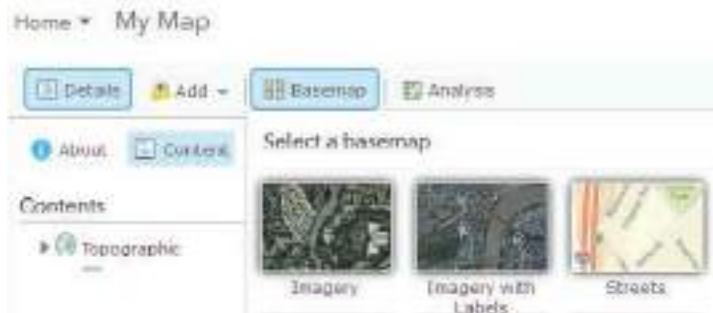 Home My Map
Details Add Basemap Analysis
About Content Select a basemap
Contents
Topographic
Imagery Imagery with Labels Streets